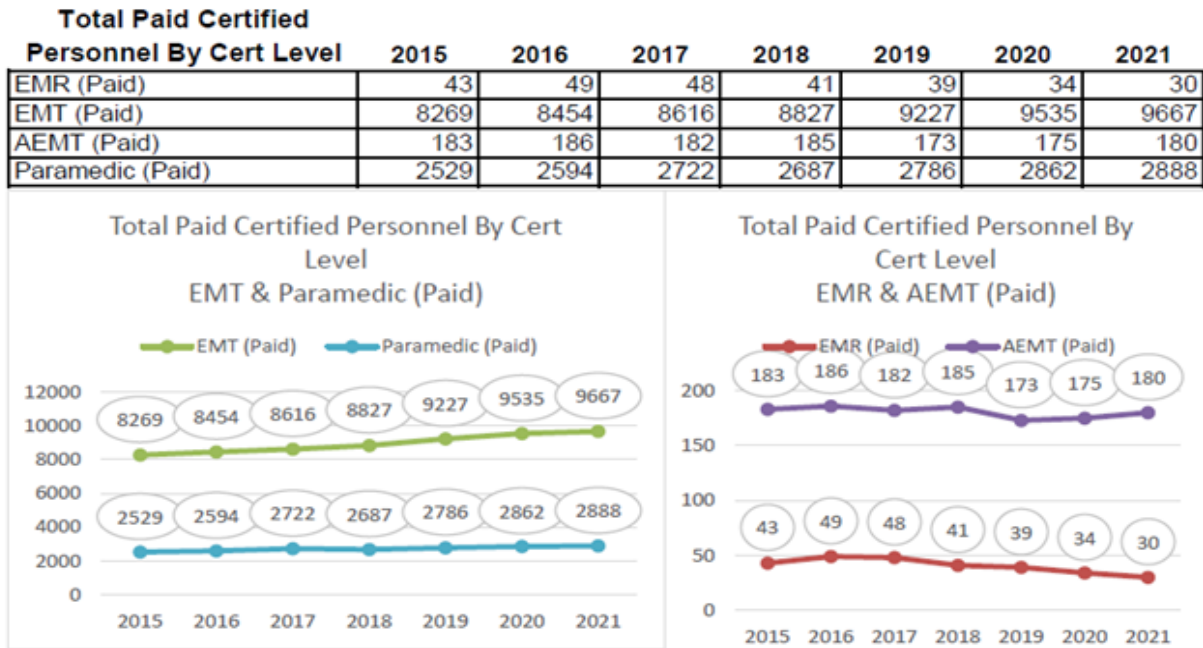 Total Paid Certified
Personnel By Cert Level 2015 2016 2017 2018 2019 2020 2021
EMR (Paid) 43 49 48 41 39 34 30
EMT (Paid) 8269 8454 8616 8827 9227 9535 9667
AEMT (Paid) 183 186 182 185 173 175 180
Paramedic (Paid) 2529 2594 2722 2687 2786 2862 2888
Total Paid Certified Personnel By Cert
Level
EMT & Paramedic (Paid)
EMT (Paid) Paramedic (Paid)
12000
10000
8000
6000
4000
2000
0
8269 8454 8616 8827 9227 9535 9667
2529 2594 2722 2687 2786 2862 2888
2015 2016 2017 2018 2019 2020 2021
Total Paid Certified Personnel By
Cert Level
EMR & AEMT (Paid)
EMR (Paid) AEMT (Paid)
200
150
100
50
0
183 186 182 185 173 175 180
43 49 48 41 39 34 30
2015 2016 2017 2018 2019 2020 2021